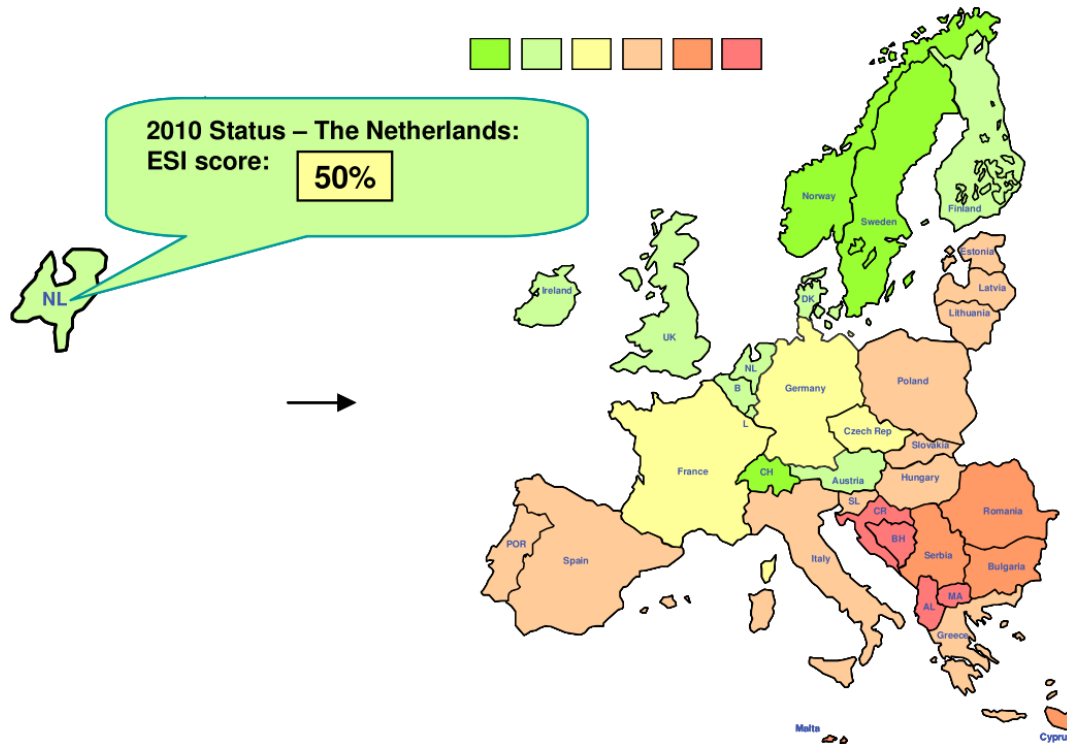 2010 Status – The Netherlands:
ESI score:
50%
NL
Norway
Sweden
Finland
Estonia
Latvia
Lithuania
Ireland
UK
DK
NL
B
L
Germany
Poland
Czech Rep
Slovakia
France
CH
Austria
Hungary
SL
CR
BH
Romania
POR
Spain
Italy
Serbia
Bulgaria
MA
AL
Greece
Malta
Cyprus